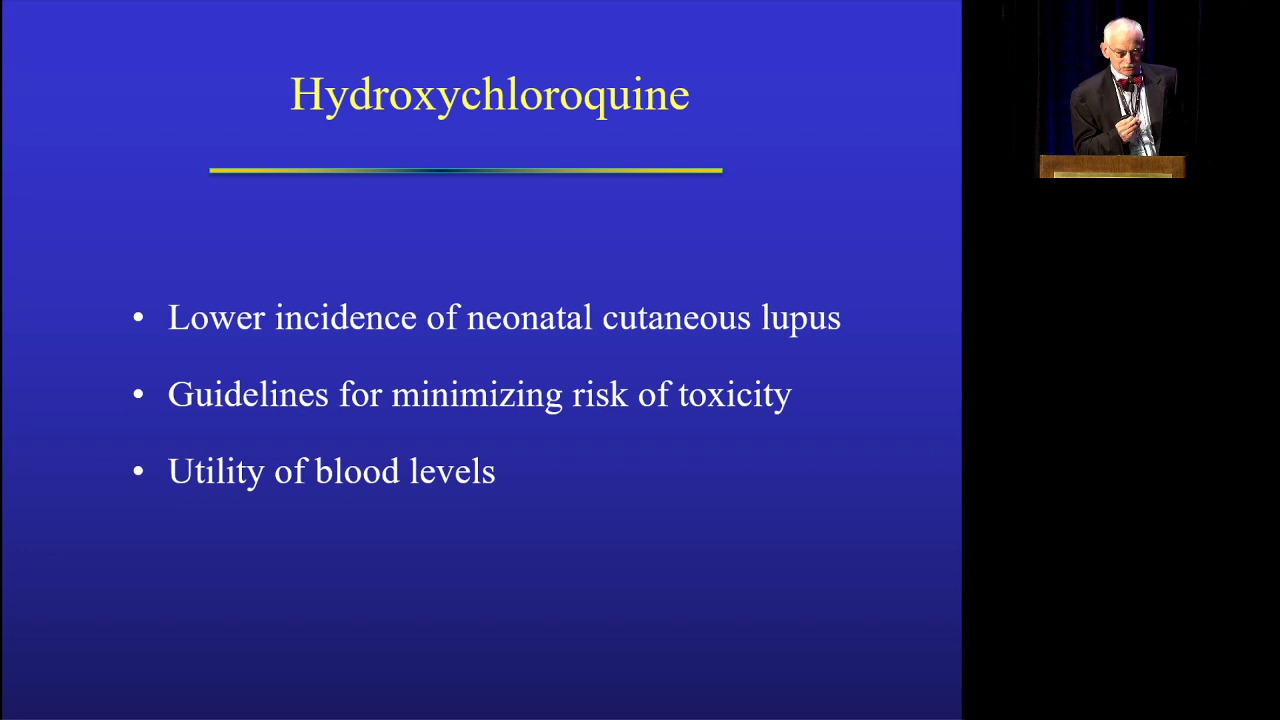 Hydroxychloroquine
• Lower incidence of neonatal cutaneous lupus
• Guidelines for minimizing risk of toxicity
• Utility of blood levels